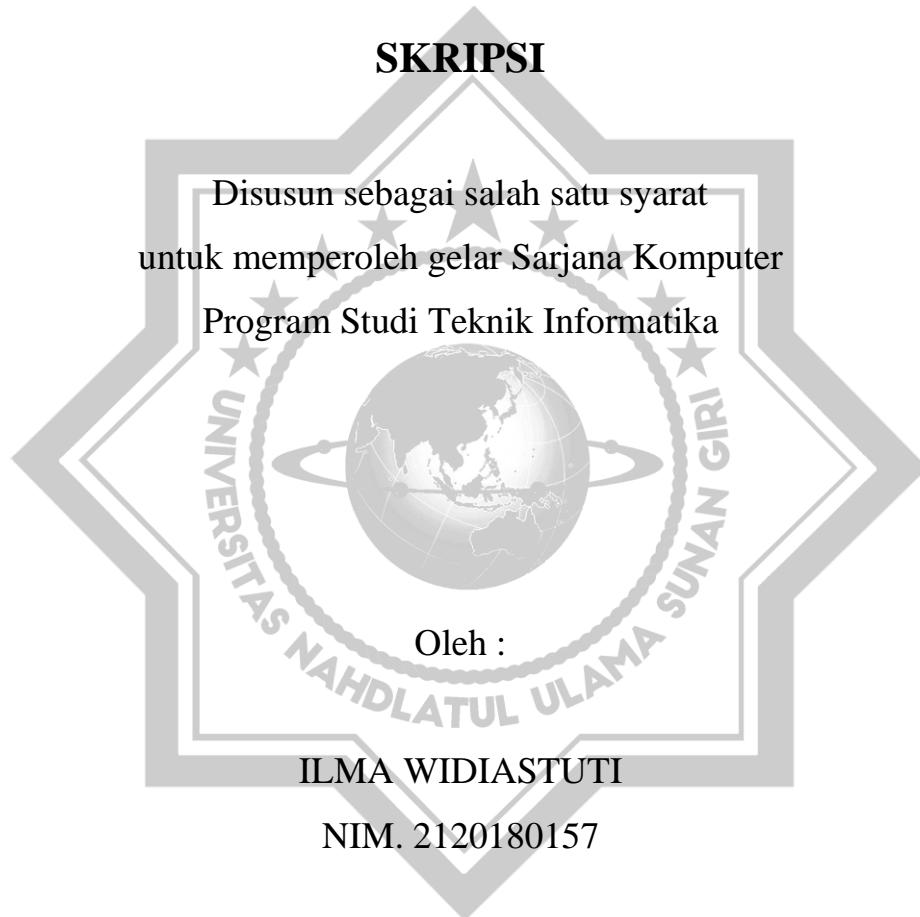 SKRIPSI
Disusun sebagai salah satu syarat
untuk memperoleh gelar Sarjana Komputer
Program Studi Teknik Informatika
UNIVERSITAS NAHDLATUL ULAMA SUNAN GIRI
Oleh :
ILMA WIDIASTUTI
NIM. 2120180157